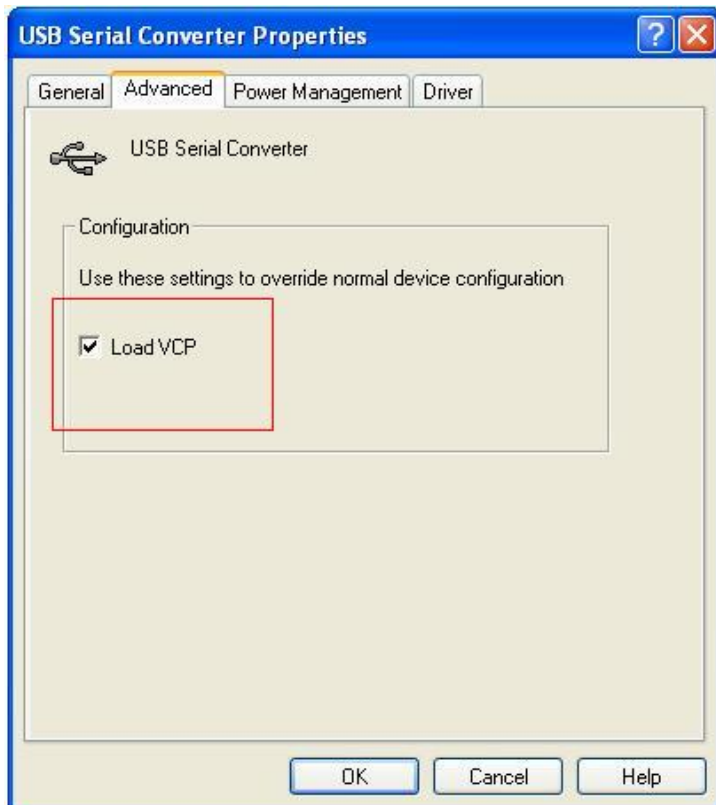 USB Serial Converter Properties
General Advanced Power Management Driver
USB Serial Converter
Configuration
Use these settings to override normal device configuration
Load VCP
OK Cancel Help